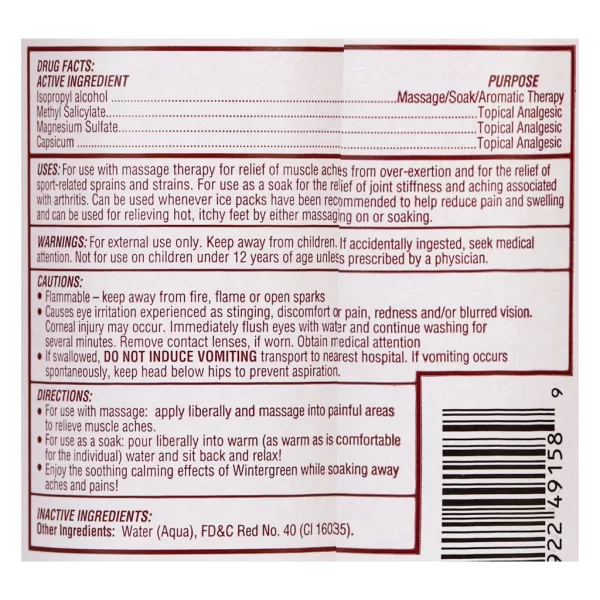 DRUG FACTS:
ACTIVE INGREDIENT PURPOSE
Isopropyl alcohol ..................................................Massage/Soak/Aromatic Therapy
Methyl Salicylate..................................................Topical Analgesic
Magnesium Sulfate..................................................Topical Analgesic
Capsicum ..................................................Topical Analgesic
USES: For use with massage therapy for relief of muscle aches from over-exertion and for the relief of
sport-related sprains and strains. For use as a soak for the relief of joint stiffness and aching associated
with arthritis. Can be used whenever ice packs have been recommended to help reduce pain and swelling
and can be used for relieving hot, itchy feet by either massaging on or soaking.
WARNINGS: For external use only. Keep away from children. If accidentally ingested, seek medical
attention. Not for use on children under 12 years of age unless prescribed by a physician.
CAUTIONS:
• Flammable – keep away from fire, flame or open sparks
• Causes eye irritation experienced as stinging, discomfort or pain, redness and/or blurred vision.
Corneal injury may occur. Immediately flush eyes with water and continue washing for
several minutes. Remove contact lenses, if worn. Obtain medical attention
• If swallowed, DO NOT INDUCE VOMITING transport to nearest hospital. If vomiting occurs
spontaneously, keep head below hips to prevent aspiration.
DIRECTIONS:
• For use with massage: apply liberally and massage into painful areas
to relieve muscle aches.
• For use as a soak: pour liberally into warm (as warm as is comfortable
for the individual) water and sit back and relax!
• Enjoy the soothing calming effects of Wintergreen while soaking away
aches and pains!
INACTIVE INGREDIENTS:
Other Ingredients: Water (Aqua), FD&C Red No. 40 (CI 16035).
922 49158 9